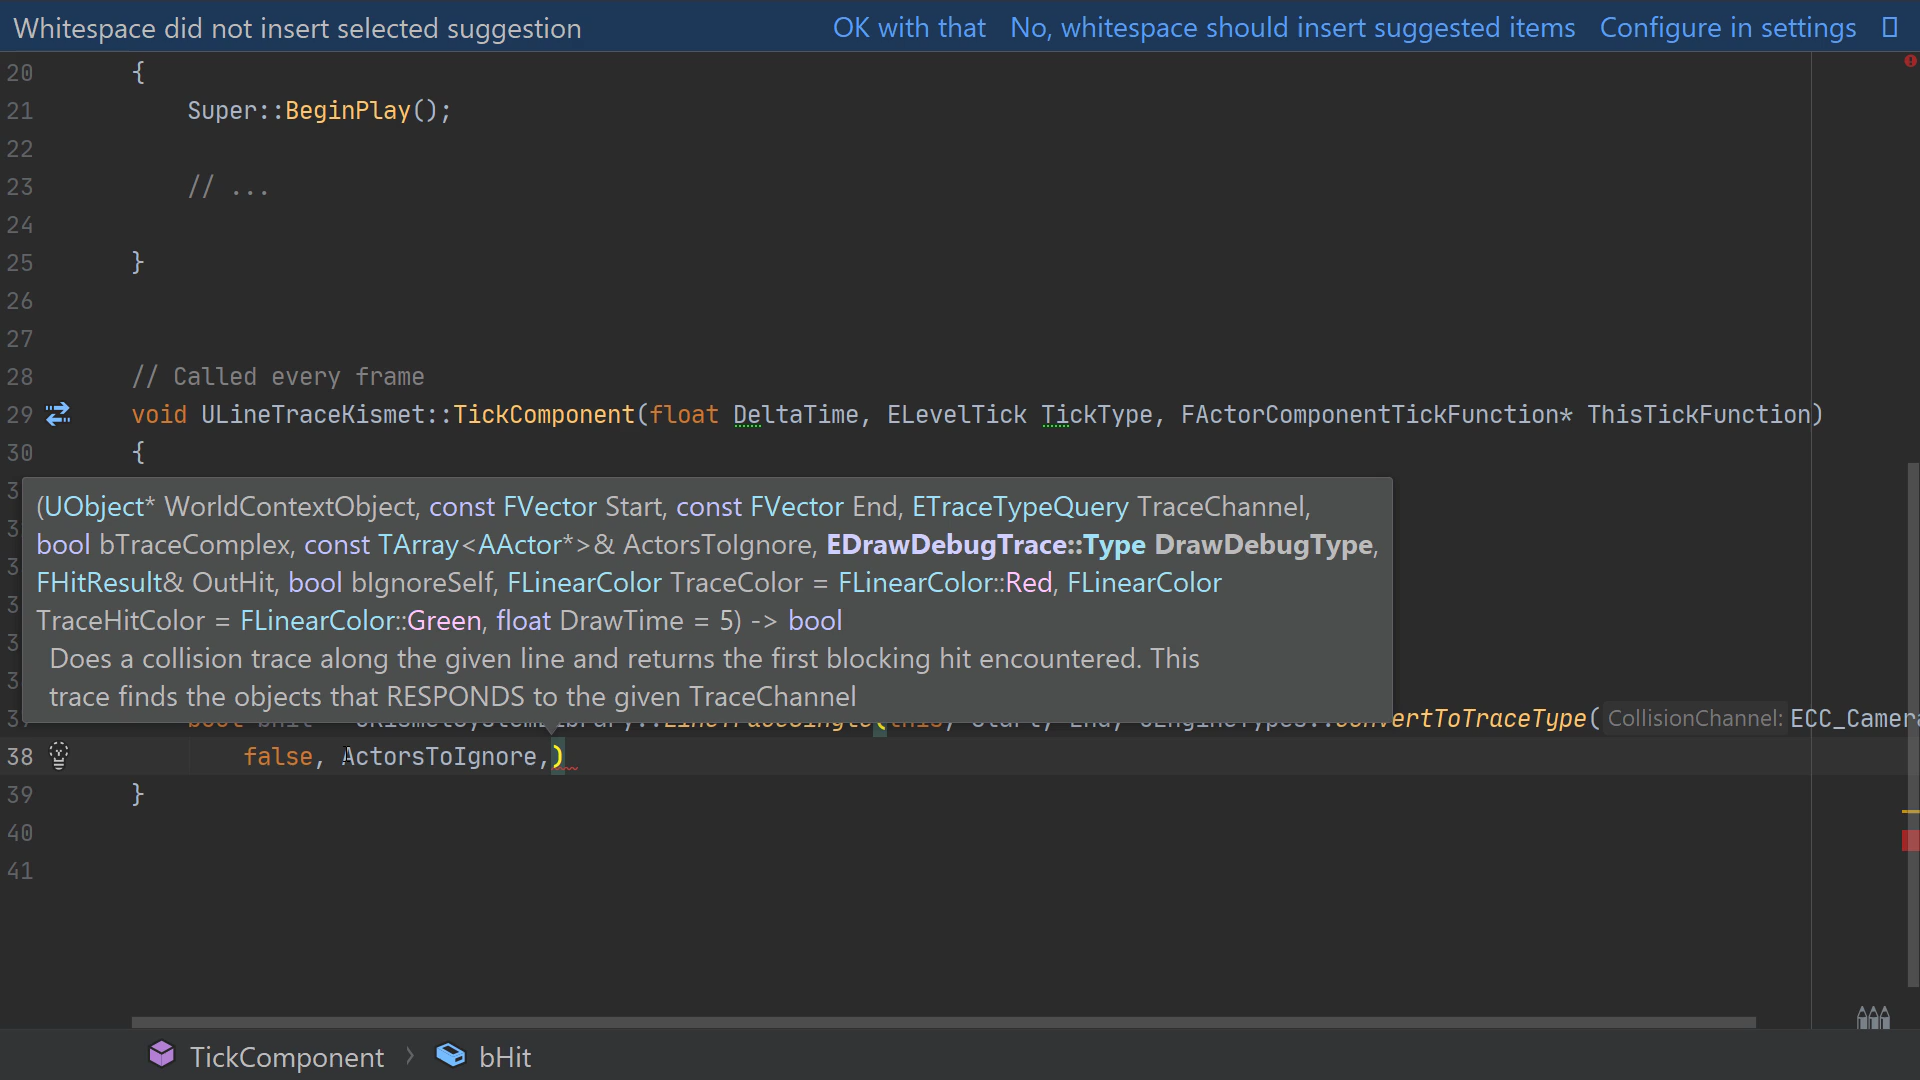 Whitespace did not insert selected suggestion OK with that No, whitespace should insert suggested items Configure in settings
20 {
21 Super::BeginPlay();
22
23 // ...
24
25 }
26
27
28 // Called every frame
29 void ULineTraceKismet::TickComponent(float DeltaTime, ELevelTick TickType, FActorComponentTickFunction* ThisTickFunction)
30 {
(UObject* WorldContextObject, const FVector Start, const FVector End, ETraceTypeQuery TraceChannel,
bool bTraceComplex, const TArray<AActor*>& ActorsToIgnore, EDrawDebugTrace::Type DrawDebugType,
FHitResult& OutHit, bool bIgnoreSelf, FLinearColor TraceColor = FLinearColor::Red, FLinearColor
TraceHitColor = FLinearColor::Green, float DrawTime = 5) -> bool
Does a collision trace along the given line and returns the first blocking hit encountered. This
trace finds the objects that RESPONDS to the given TraceChannel
CollisionChannel: ECC_Camera
38 false, ActorsToIgnore,)
39 }
40
41
TickComponent > bHit